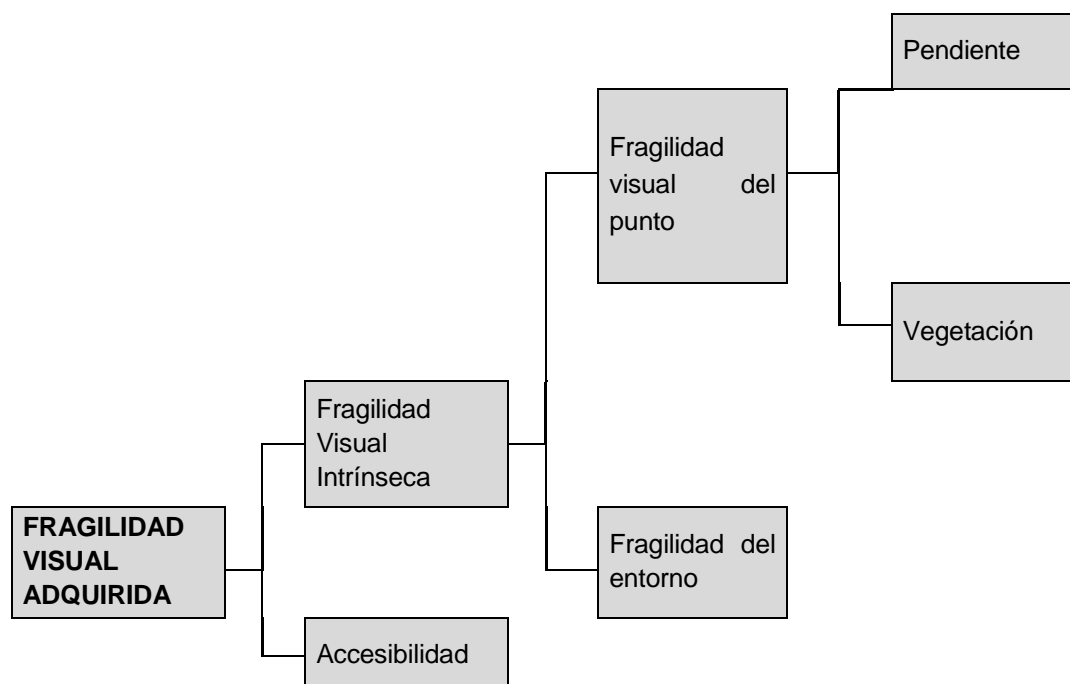 Pendiente
Fragilidad
visual del
punto
Vegetación
Fragilidad
Visual
Intrínseca
FRAGILIDAD
VISUAL
ADQUIRIDA
Fragilidad del
entorno
Accesibilidad